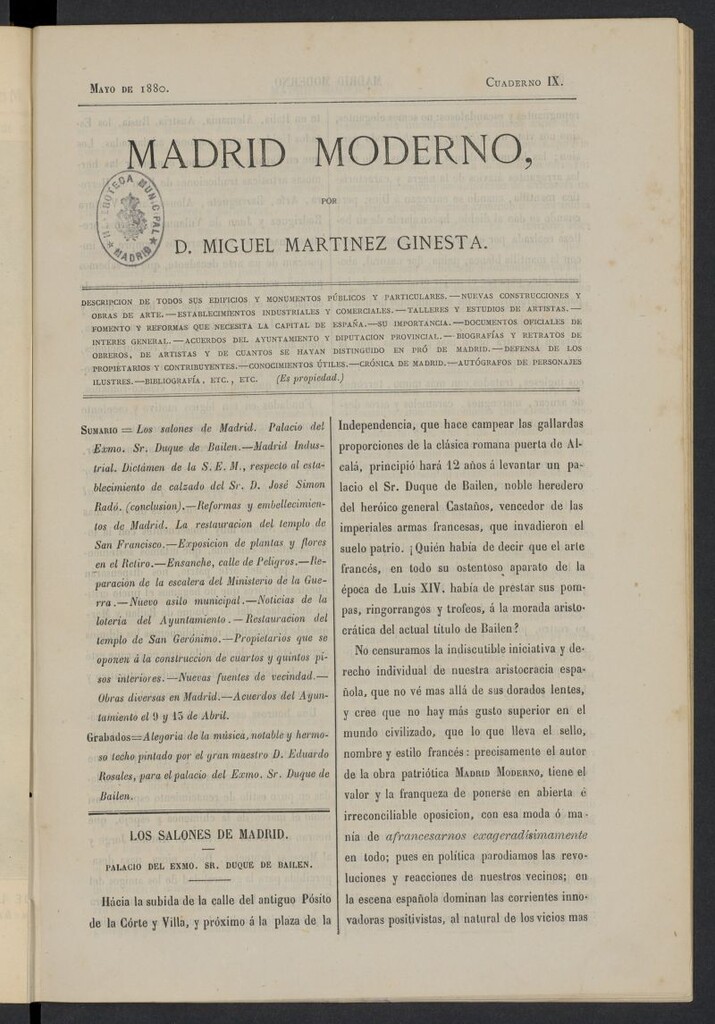 MAYO DE 1880.
CUADERNO IX.
MADRID MODERNO,
POR
D. MIGUEL MARTINEZ GINESTA.
HEMEROTECA MUNICIPAL
★ MADRID ★
DESCRIPCION DE TODOS SUS EDIFICIOS Y MONUMENTOS PÚBLICOS Y PARTICULARES.—NUEVAS CONSTRUCCIONES Y
OBRAS DE ARTE.—ESTABLECIMIENTOS INDUSTRIALES Y COMERCIALES.—TALLERES Y ESTUDIOS DE ARTISTAS.—
FOMENTO Y REFORMAS QUE NECESITA LA CAPITAL DE ESPAÑA.—SU IMPORTANCIA.—DOCUMENTOS OFICIALES DE
INTERES GENERAL.—ACUERDOS DEL AYUNTAMIENTO Y DIPUTACION PROVINCIAL.—BIOGRAFÍAS Y RETRATOS DE
OBREROS, DE ARTISTAS Y DE CUANTOS SE HAYAN DISTINGUIDO EN PRÓ DE MADRID.—DEFENSA DE LOS
PROPIETARIOS Y CONTRIBUYENTES.—CONOCIMIENTOS ÚTILES.—CRÓNICA DE MADRID.—AUTÓGRAFOS DE PERSONAJES
ILUSTRES.—BIBLIOGRAFÍA, ETC., ETC. (Es propiedad.)
SUMARIO = Los salones de Madrid. Palacio del
Exmo. Sr. Duque de Bailen.—Madrid Indus-
trial. Dictámen de la S. E. M., respecto al esta-
blecimiento de calzado del Sr. D. José Simon
Radó. (conclusion).—Reformas y embellecimien-
tos de Madrid. La restauracion del templo de
San Francisco.—Exposicion de plantas y flores
en el Retiro.—Ensanche, calle de Peligros.—Re-
paracion de la escalera del Ministerio de la Gue-
rra.—Nuevo asilo municipal.—Noticias de la
lotería del Ayuntamiento.—Restauracion del
templo de San Gerónimo.—Propietarios que se
oponen á la construccion de cuartos y quintos pi-
sos interiores.—Nuevas fuentes de vecindad.—
Obras diversas en Madrid.—Acuerdos del Ayun-
tamiento el 9 y 15 de Abril.
Grabados=Alegoria de la música, notable y hermo-
so techo pintado por el gran maestro D. Eduardo
Rosales, para el palacio del Exmo. Sr. Duque de
Bailen.
LOS SALONES DE MADRID.
PALACIO DEL EXMO. SR. DUQUE DE BAILEN.
Hácia la subida de la calle del antiguo Pósito
de la Córte y Villa, y próximo á la plaza de la
Independencia, que hace campear las gallardas
proporciones de la clásica romana puerta de Al-
calá, principió hará 12 años á levantar un pa-
lacio el Sr. Duque de Bailen, noble heredero
del heróico general Castaños, vencedor de las
imperiales armas francesas, que invadieron el
suelo patrio. ¡Quién habia de decir que el arte
francés, en todo su ostentoso aparato de la
época de Luis XIV, habia de prestar sus pom-
pas, ringorrangos y trofeos, á la morada aristo-
crática del actual título de Bailen?
No censuramos la indiscutible iniciativa y de-
recho individual de nuestra aristocracia espa-
ñola, que no vé mas allá de sus dorados lentes,
y cree que no hay más gusto superior en el
mundo civilizado, que lo que lleva el sello,
nombre y estilo francés: precisamente el autor
de la obra patriótica MADRID MODERNO, tiene el
valor y la franqueza de ponerse en abierta é
irreconciliable oposicion, con esa moda ó ma-
nía de afrancesarnos exageradísimamente
en todo; pues en política parodiamos las revo-
luciones y reacciones de nuestros vecinos; en
la escena española dominan las corrientes inno-
vadoras positivistas, al natural de los vicios mas